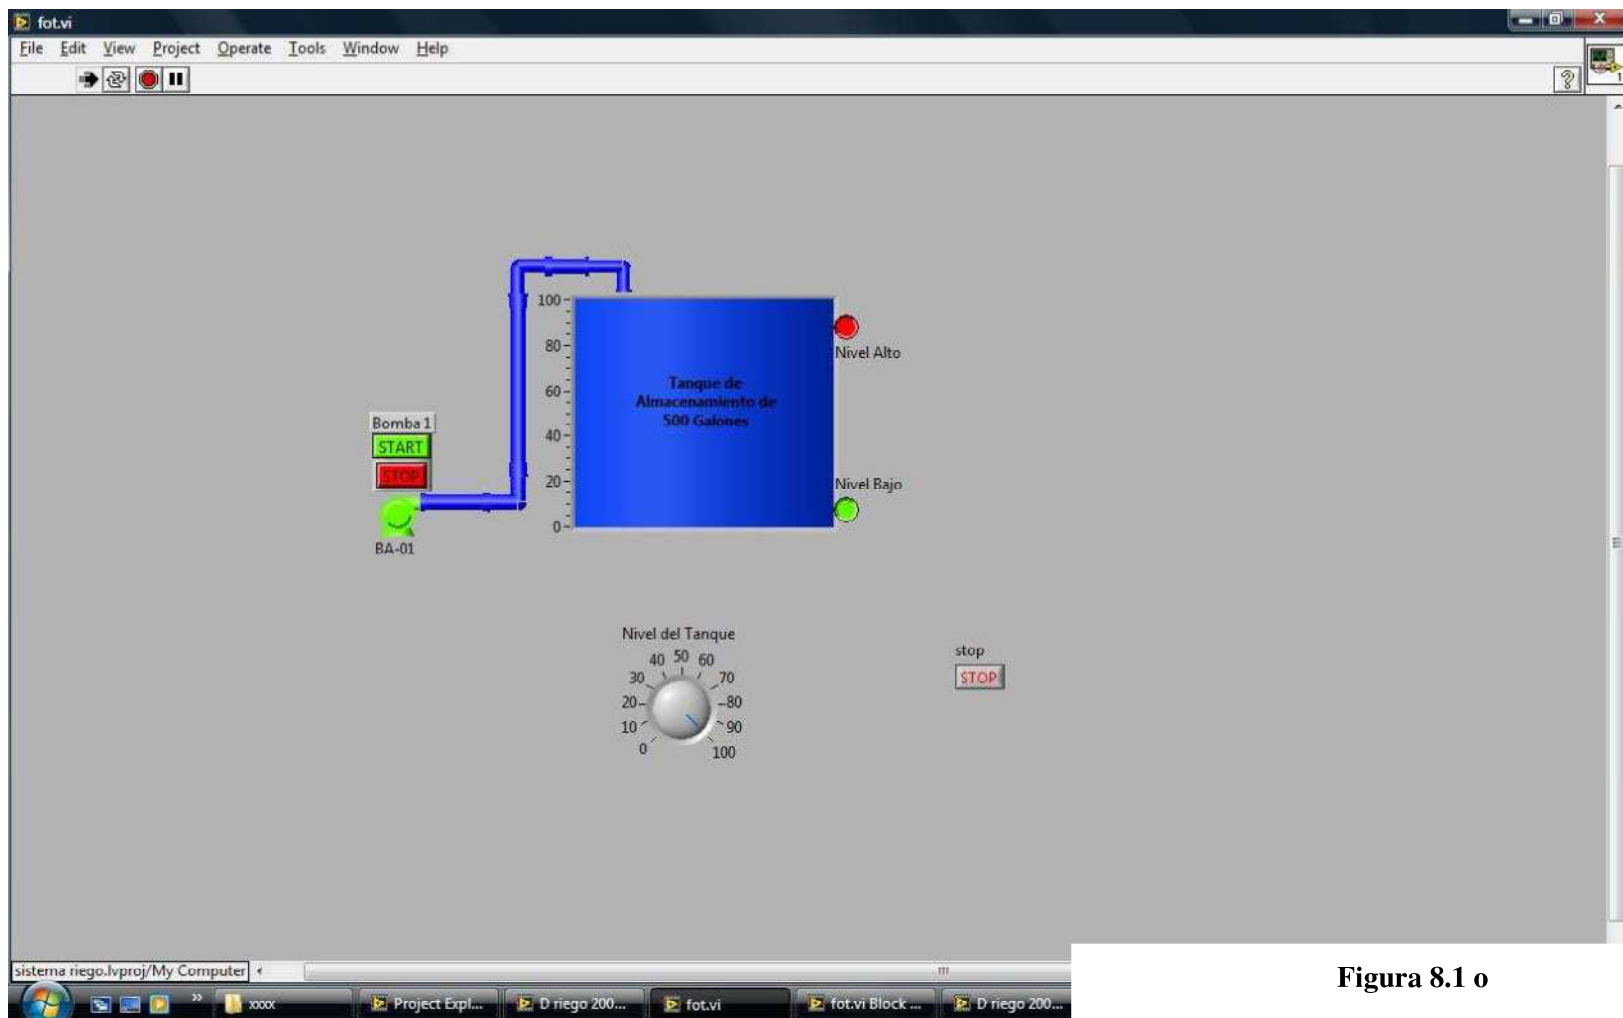 fot.vi
File Edit View Project Operate Tools Window Help
1
100
80
60
40
20
0
Tanque de
Almacenamiento de
500 Galones
Nivel Alto
Nivel Bajo
Bomba 1
START
STOP
BA-01
Nivel del Tanque
0 10 20 30 40 50 60 70 80 90 100
stop
STOP
sistema riego.lvproj/My Computer
xxxx Project Expl... D riego 200... fot.vi fot.vi Block ... D riego 200...
Figura 8.1 o